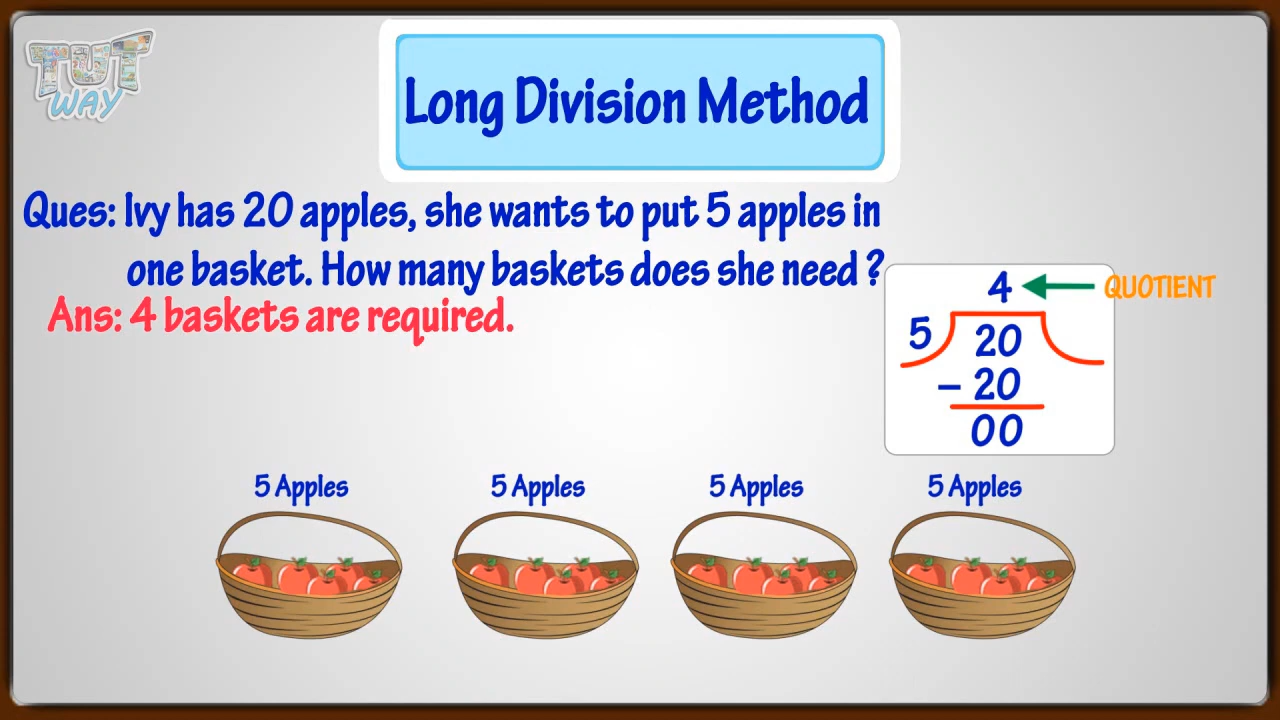 TUT
WAY
Long Division Method
Ques: Ivy has 20 apples, she wants to put 5 apples in
one basket. How many baskets does she need ?
Ans: 4 baskets are required.
4 QUOTIENT
5 20
– 20
00
5 Apples 5 Apples 5 Apples 5 Apples